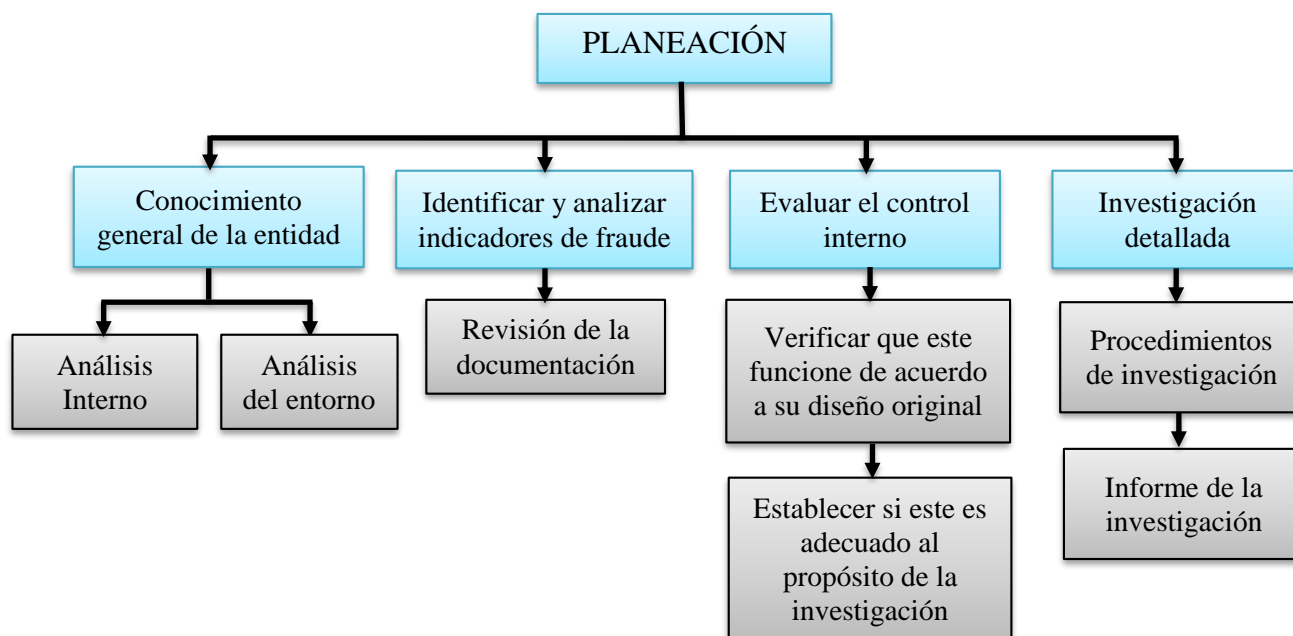 PLANEACIÓN
Conocimiento
general de la entidad
Identificar y analizar
indicadores de fraude
Evaluar el control
interno
Investigación
detallada
Análisis
Interno
Análisis
del entorno
Revisión de la
documentación
Verificar que este
funcione de acuerdo
a su diseño original
Procedimientos
de investigación
Establecer si este es
adecuado al
propósito de la
investigación
Informe de la
investigación